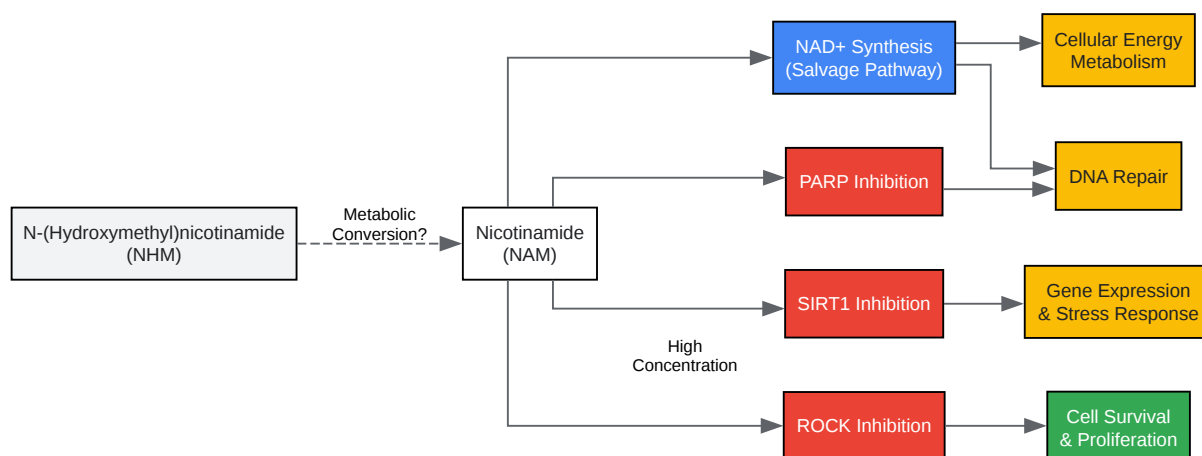 N-(Hydroxymethyl)nicotinamide
(NHM)
Metabolic
Conversion?
Nicotinamide
(NAM)
NAD+ Synthesis
(Salvage Pathway)
Cellular Energy
Metabolism
PARP Inhibition
DNA Repair
SIRT1 Inhibition
Gene Expression
& Stress Response
High
Concentration
ROCK Inhibition
Cell Survival
& Proliferation